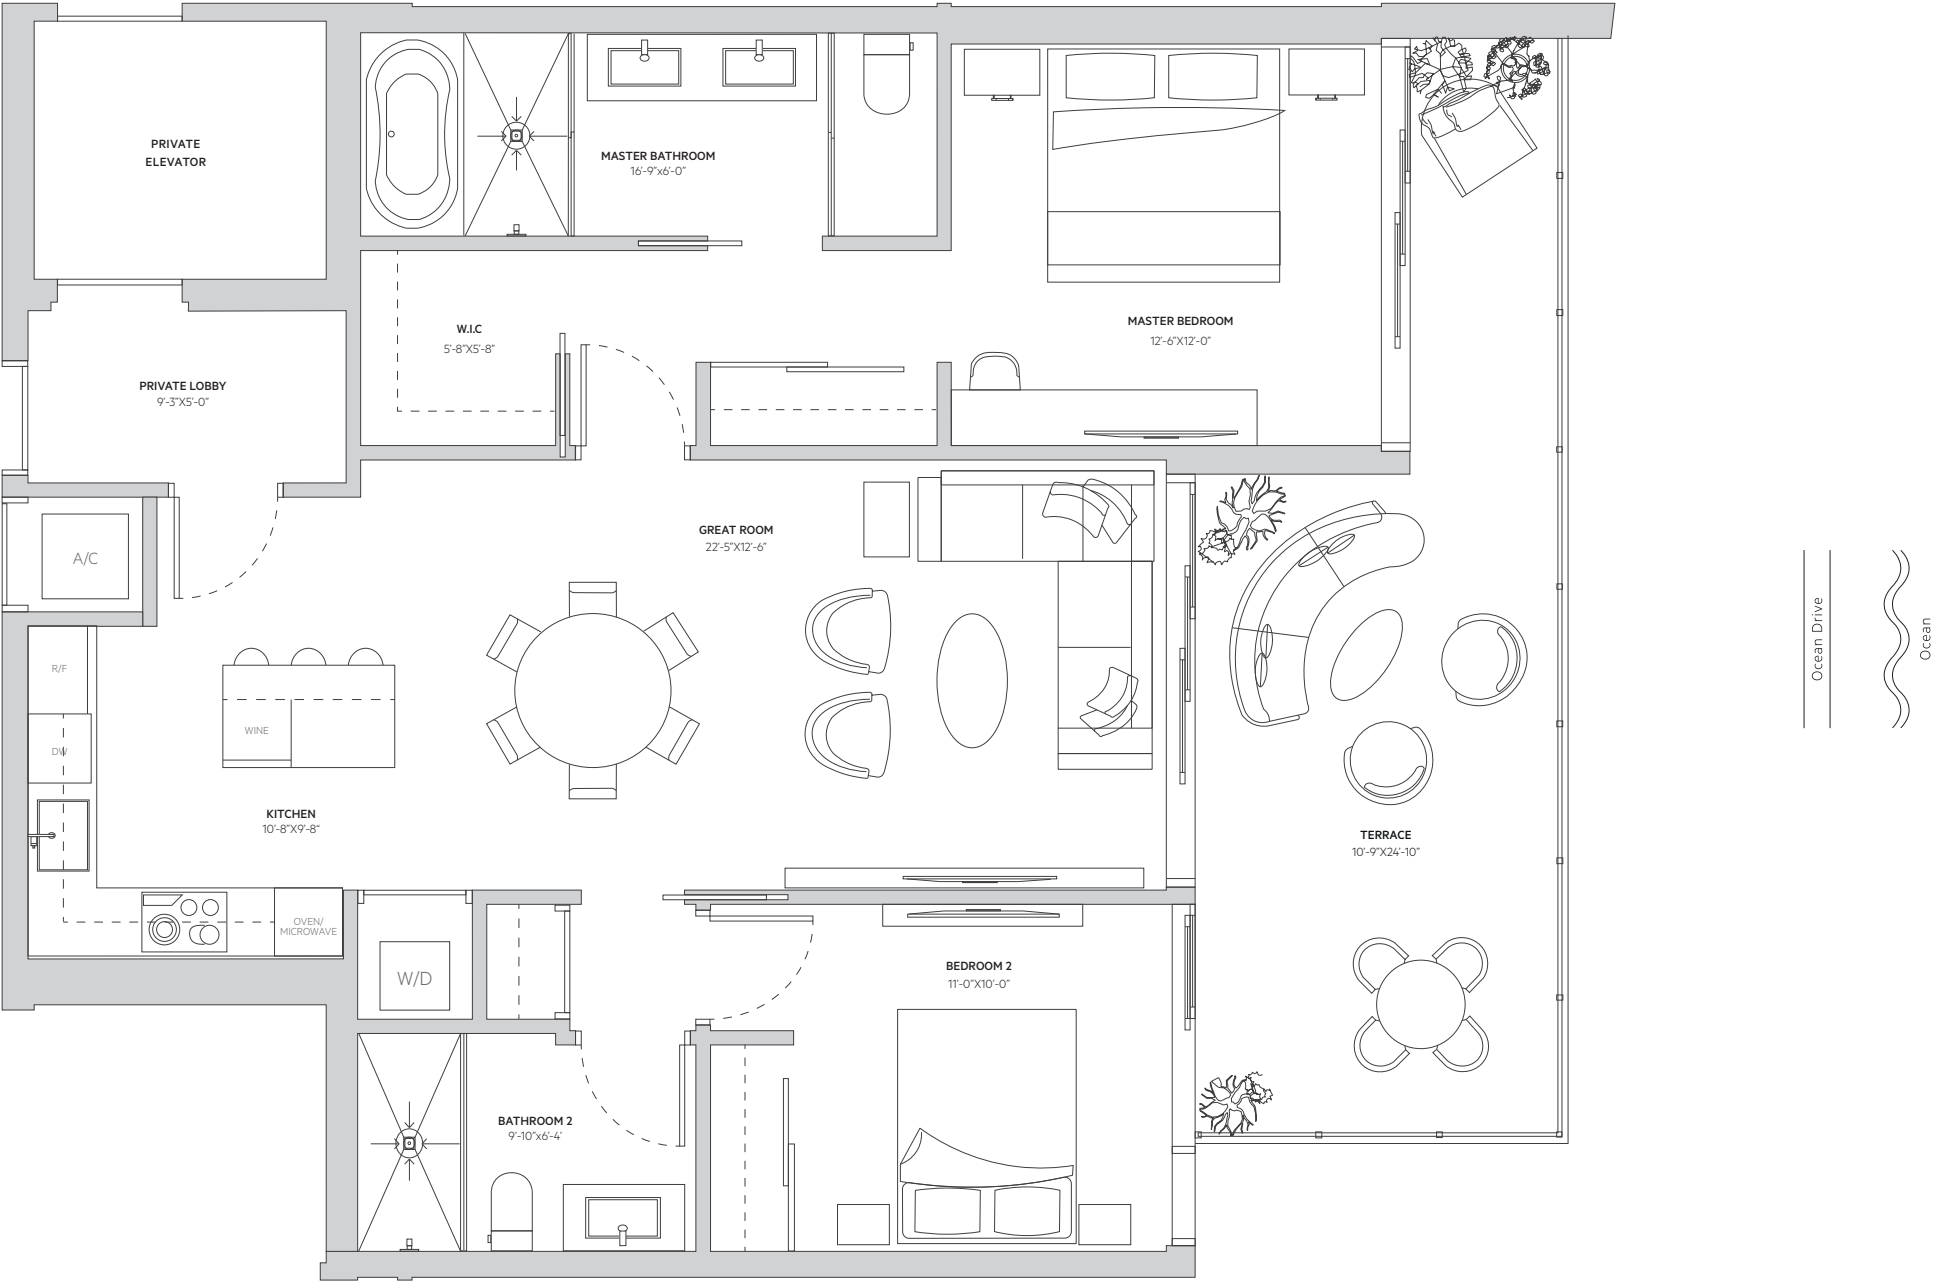 PRIVATE
ELEVATOR
MASTER BATHROOM
16'-9"x6'-0"
W.I.C
5'-8"X5'-8"
MASTER BEDROOM
12'-6"X12'-0"
PRIVATE LOBBY
9'-3"X5'-0"
A/C
GREAT ROOM
22'-5"X12'-6"
R/F
DW
WINE
KITCHEN
10'-8"X9'-8"
OVEN/
MICROWAVE
W/D
TERRACE
10'-9"X24'-10"
BEDROOM 2
11'-0"X10'-0"
BATHROOM 2
9'-10"x6'-4'
Ocean Drive
Ocean